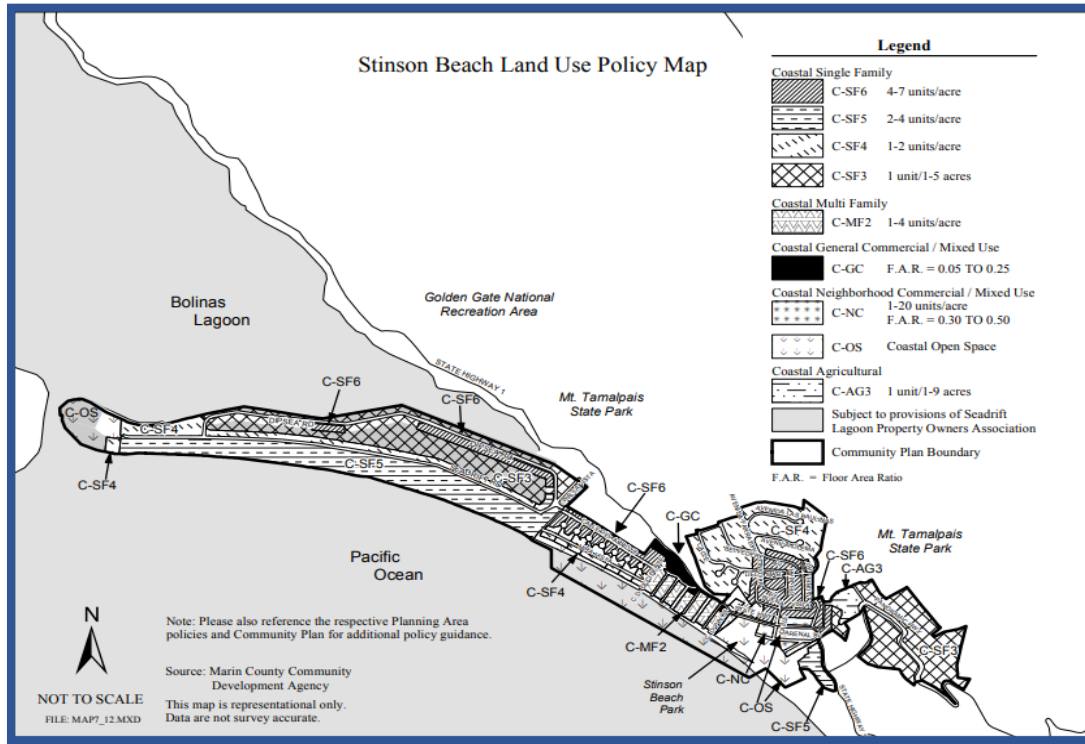 Stinson Beach Land Use Policy Map
Legend
Coastal Single Family
C-SF6 4-7 units/acre
C-SF5 2-4 units/acre
C-SF4 1-2 units/acre
C-SF3 1 unit/1-5 acres
Coastal Multi Family
C-MF2 1-4 units/acre
Coastal General Commercial / Mixed Use
C-GC F.A.R. = 0.05 TO 0.25
Coastal Neighborhood Commercial / Mixed Use
C-NC 1-20 units/acre
F.A.R. = 0.30 TO 0.50
C-OS Coastal Open Space
Coastal Agricultural
C-AG3 1 unit/1-9 acres
Subject to provisions of Seadrift
Lagoon Property Owners Association
Community Plan Boundary
F.A.R. = Floor Area Ratio
Bolinas
Lagoon
Golden Gate National
Recreation Area
STATE HIGHWAY 1
Mt. Tamalpais
State Park
C-SF6
C-SF6
C-OS
C-SF4
DIPSEA RD
C-SF4
C-SF5
C-SF3
C-SF6
C-GC
C-SF4
C-SF4
Mt. Tamalpais
State Park
C-SF6
C-AG3
C-SF3
C-MF2
C-NC
Stinson
Beach
Park
C-OS
C-SF5
ARENAL
STATE HIGHWAY
Pacific
Ocean
N
NOT TO SCALE
FILE: MAP7_12.MXD
Note: Please also reference the respective Planning Area
policies and Community Plan for additional policy guidance.
Source: Marin County Community
Development Agency
This map is representational only.
Data are not survey accurate.